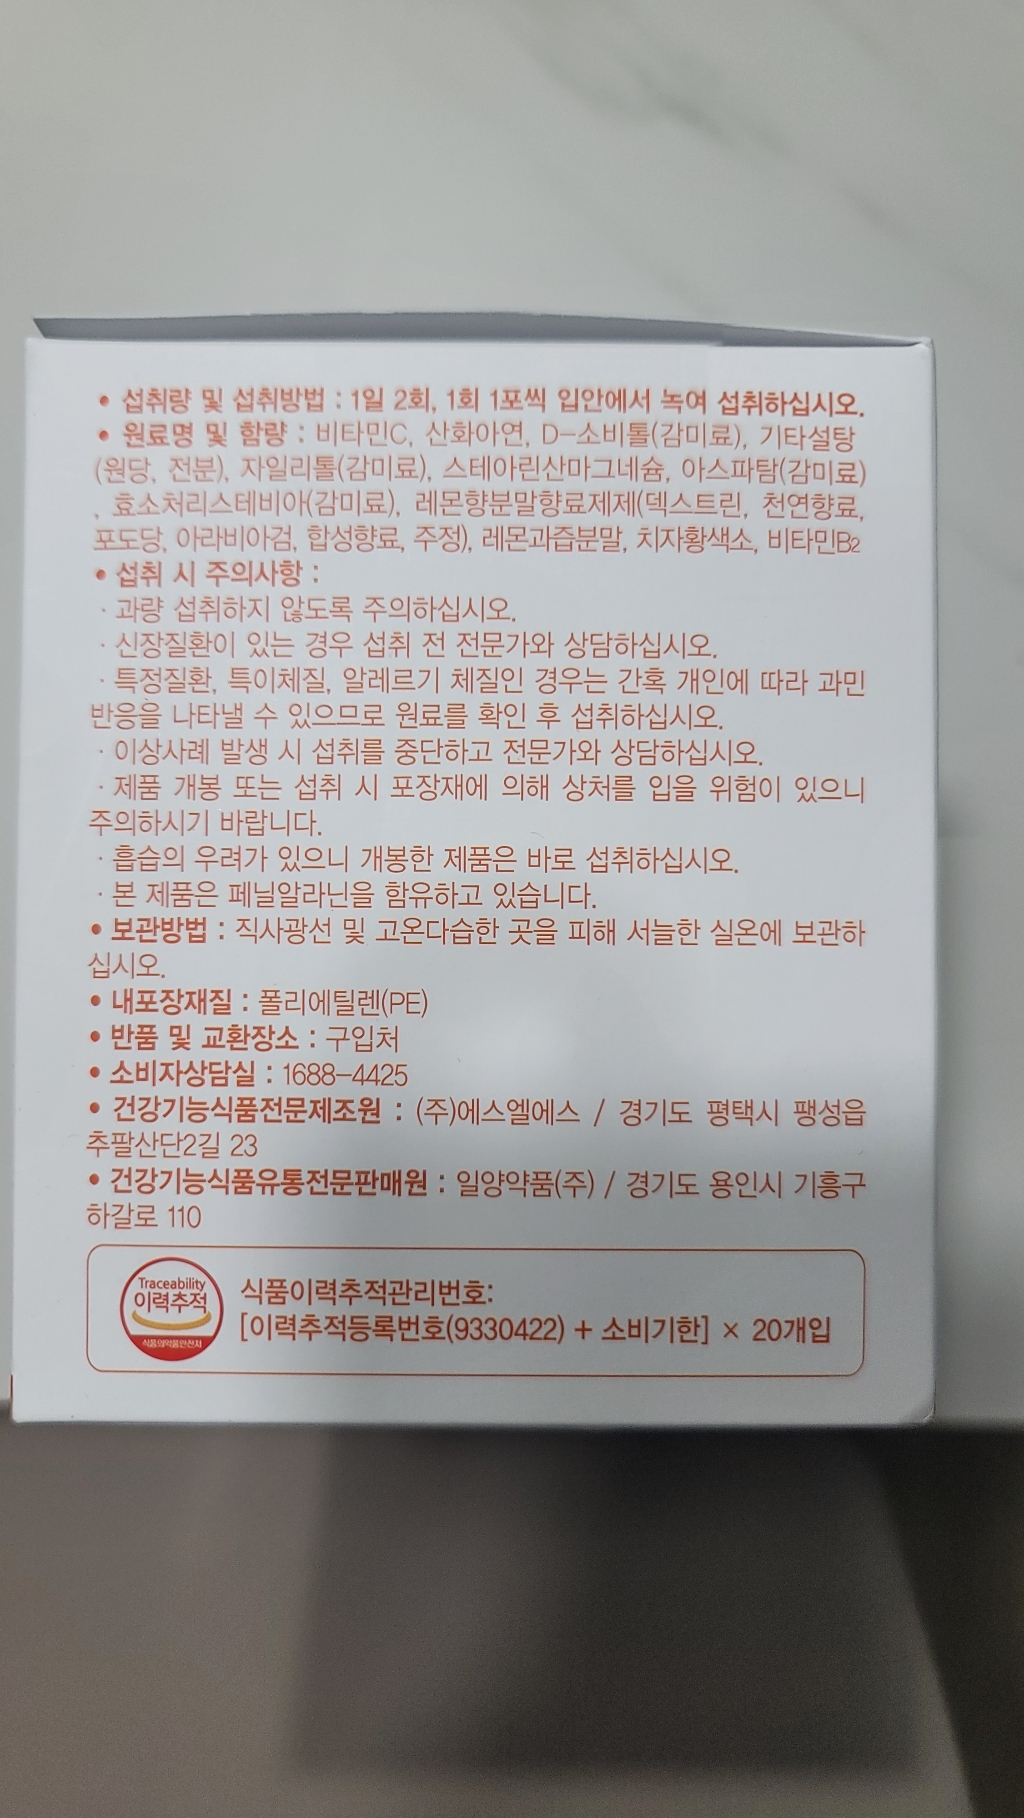 • 섭취량 및 섭취방법 : 1일 2회, 1회 1포씩 입안에서 녹여 섭취하십시오.
• 원료명 및 함량 : 비타민C, 산화아연, D-소비톨(감미료), 기타설탕
(원당, 전분), 자일리톨(감미료), 스테아린산마그네슘, 아스파탐(감미료)
, 효소처리스테비아(감미료), 레몬향분말향료제제(덱스트린, 천연향료,
포도당, 아라비아검, 합성향료, 주정), 레몬과즙분말, 치자황색소, 비타민B2
• 섭취 시 주의사항 :
· 과량 섭취하지 않도록 주의하십시오.
· 신장질환이 있는 경우 섭취 전 전문가와 상담하십시오.
· 특정질환, 특이체질, 알레르기 체질인 경우는 간혹 개인에 따라 과민
반응을 나타낼 수 있으므로 원료를 확인 후 섭취하십시오.
· 이상사례 발생 시 섭취를 중단하고 전문가와 상담하십시오.
· 제품 개봉 또는 섭취 시 포장재에 의해 상처를 입을 위험이 있으니
주의하시기 바랍니다.
· 흡습의 우려가 있으니 개봉한 제품은 바로 섭취하십시오.
· 본 제품은 페닐알라닌을 함유하고 있습니다.
• 보관방법 : 직사광선 및 고온다습한 곳을 피해 서늘한 실온에 보관하
십시오.
• 내포장재질 : 폴리에틸렌(PE)
• 반품 및 교환장소 : 구입처
• 소비자상담실 : 1688-4425
• 건강기능식품전문제조원 : (주)에스엘에스 / 경기도 평택시 팽성읍
추팔산단2길 23
• 건강기능식품유통전문판매원 : 일양약품(주) / 경기도 용인시 기흥구
하갈로 110
Traceability
이력추적
식품의약품안전처
식품이력추적관리번호:
[이력추적등록번호(9330422) + 소비기한] × 20개입